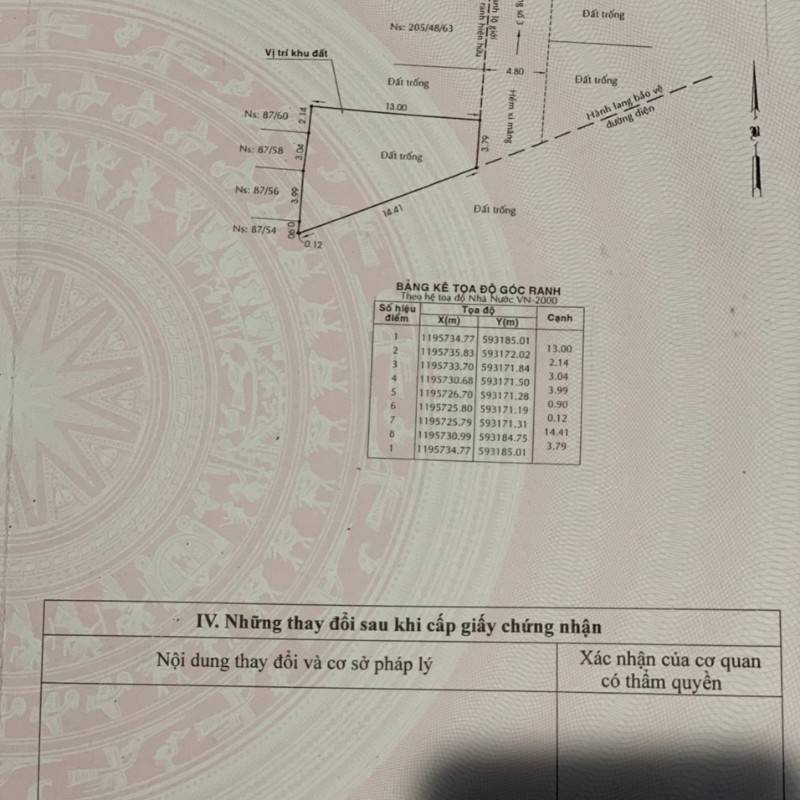 Ns: 205/48/63
ranh hiện hữu
Đất trống
Vị trí khu đất
Đất trống
4.80
Đất trống
Hẻm xi măng
Hành lang bảo vệ
đường điện
13.00
Ns: 87/60
2.14
Ns: 87/58
3.04
Đất trống
3.79
Ns: 87/56
3.99
14.41
Đất trống
Ns: 87/54
0.90
0.12
BẢNG KÊ TỌA ĐỘ GÓC RANH
Theo hệ toạ độ Nhà Nước VN-2000
Số hiệu điểm Tọa độ Cạnh
X(m) Y(m)
1 1195734.77 593185.01
13.00
2 1195735.83 593172.02
2.14
3 1195733.70 593171.84
3.04
4 1195730.68 593171.50
3.99
5 1195726.70 593171.28
0.90
6 1195725.80 593171.19
0.12
7 1195725.79 593171.31
14.41
8 1195730.99 593184.75
3.79
1 1195734.77 593185.01
IV. Những thay đổi sau khi cấp giấy chứng nhận
Nội dung thay đổi và cơ sở pháp lý
Xác nhận của cơ quan
có thẩm quyền